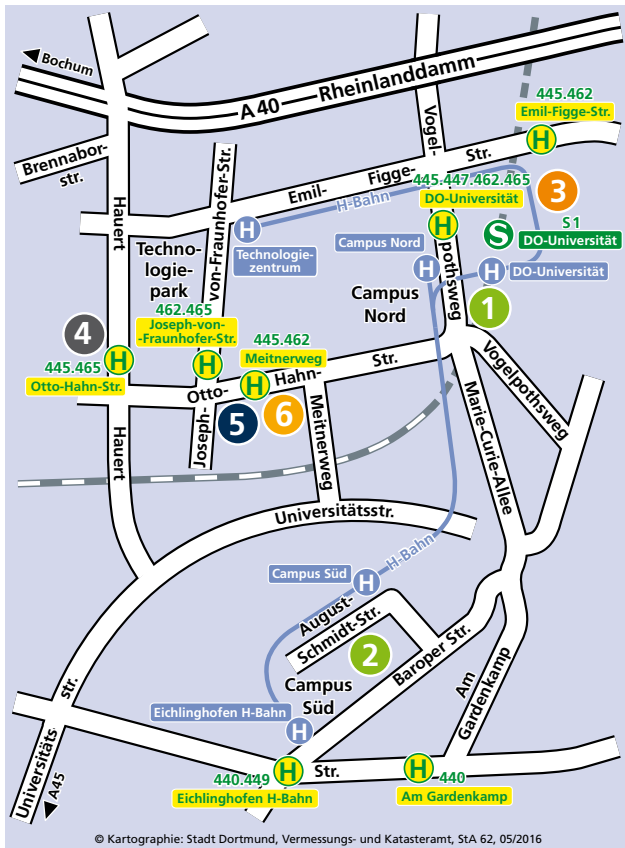 Bochum
A 40
Rheinlanddamm
445.462
Emil-Figge-Str.
Vogel-
pothsweg
Brennabor-
str.
Hauert
von-Fraunhofer-Str.
Emil-
Figge-
Str.
H-Bahn
445.447.462.465
DO-Universität
H
H
3
S 1
S
DO-Universität
H
Technologie-
zentrum
Campus Nord
H
H
DO-Universität
Techno-
logie-
park
Campus
Nord
1
462.465
Joseph-von-
-Fraunhofer-Str.
H
4
445.465
Otto-Hahn-Str.
H
445.462
Meitnerweg
H
Otto-
Hahn-
Str.
Joseph-
5
6
Meitnerweg
Vogelpothsweg
Marie-Curie-Allee
Hauert
Universitätsstr.
H-Bahn
Campus Süd
H
August-
Schmidt-Str.
2
Campus
Süd
Baroper Str.
Am
Gardenkamp
Eichlinghofen H-Bahn
H
Universitäts
str.
A45
440.449
H
Eichlinghofen H-Bahn
Str.
H
440
Am Gardenkamp
© Kartographie: Stadt Dortmund, Vermessungs- und Katasteramt, StA 62, 05/2016